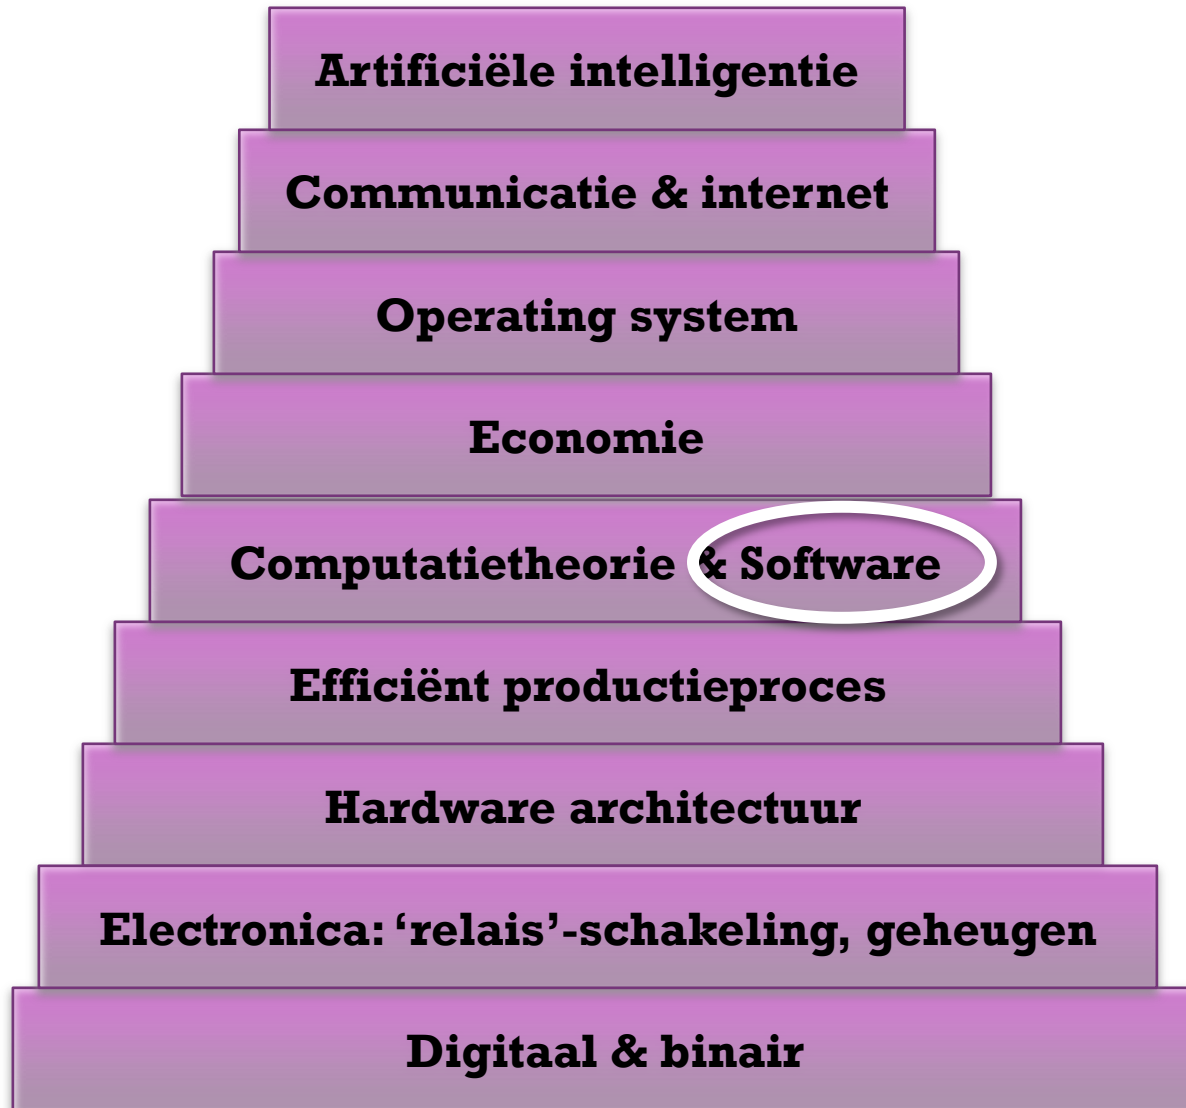 Artificiële intelligentie
Communicatie & internet
Operating system
Economie
Computatietheorie & Software
Efficiënt productieproces
Hardware architectuur
Electronica: ‘relais’-schakeling, geheugen
Digitaal & binair